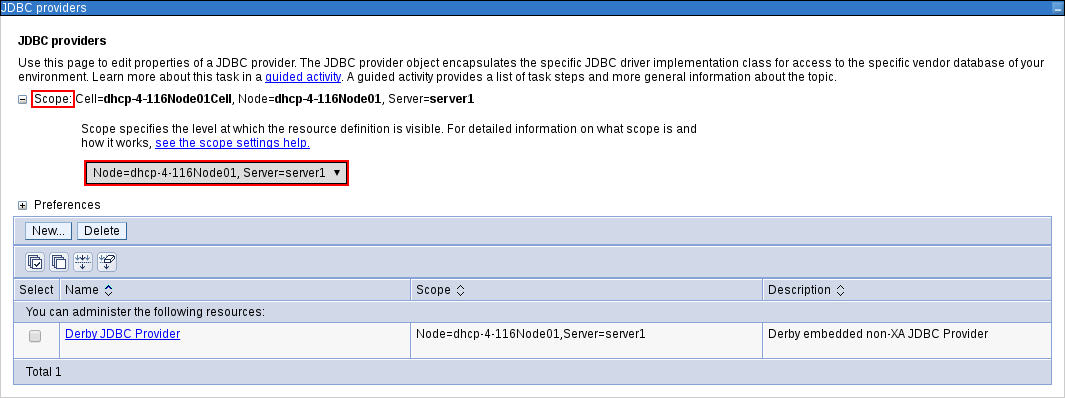 JDBC providers
JDBC providers
Use this page to edit properties of a JDBC provider. The JDBC provider object encapsulates the specific JDBC driver implementation class for access to the specific vendor database of your
environment. Learn more about this task in a guided activity. A guided activity provides a list of task steps and more general information about the topic.
Scope: Cell=dhcp-4-116Node01Cell, Node=dhcp-4-116Node01, Server=server1
Scope specifies the level at which the resource definition is visible. For detailed information on what scope is and
how it works, see the scope settings help.
Node=dhcp-4-116Node01, Server=server1
Preferences
New... Delete
Select Name Scope Description
You can administer the following resources:
Derby JDBC Provider Node=dhcp-4-116Node01,Server=server1 Derby embedded non-XA JDBC Provider
Total 1